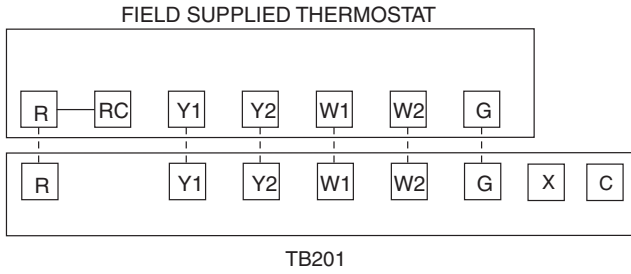 FIELD SUPPLIED THERMOSTAT
R RC Y1 Y2 W1 W2 G
R Y1 Y2 W1 W2 G X C
TB201